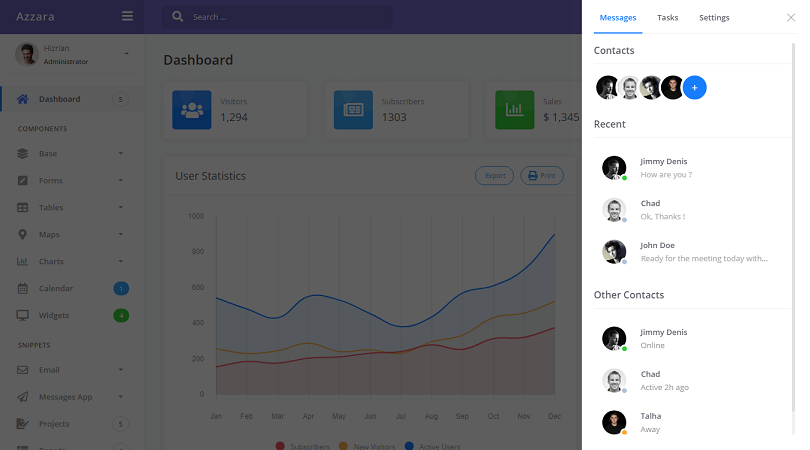 Azzara
Search ...
Hizrian
Administrator
Dashboard
5
COMPONENTS
Base
Forms
Tables
Maps
Charts
Calendar
1
Widgets
4
SNIPPETS
Email
Messages App
Projects
5
Dashboard
Visitors
1,294
Subscribers
1303
Sales
$ 1,345
User Statistics
Export
Print
1000
800
600
400
200
0
Jan Feb Mar Apr May Jun Jul Aug Sep Oct Nov Dec
Subscribers New Visitors Active Users
Messages Tasks Settings
Contacts
+
Recent
Jimmy Denis
How are you ?
Chad
Ok, Thanks !
John Doe
Ready for the meeting today with...
Other Contacts
Jimmy Denis
Online
Chad
Active 2h ago
Talha
Away